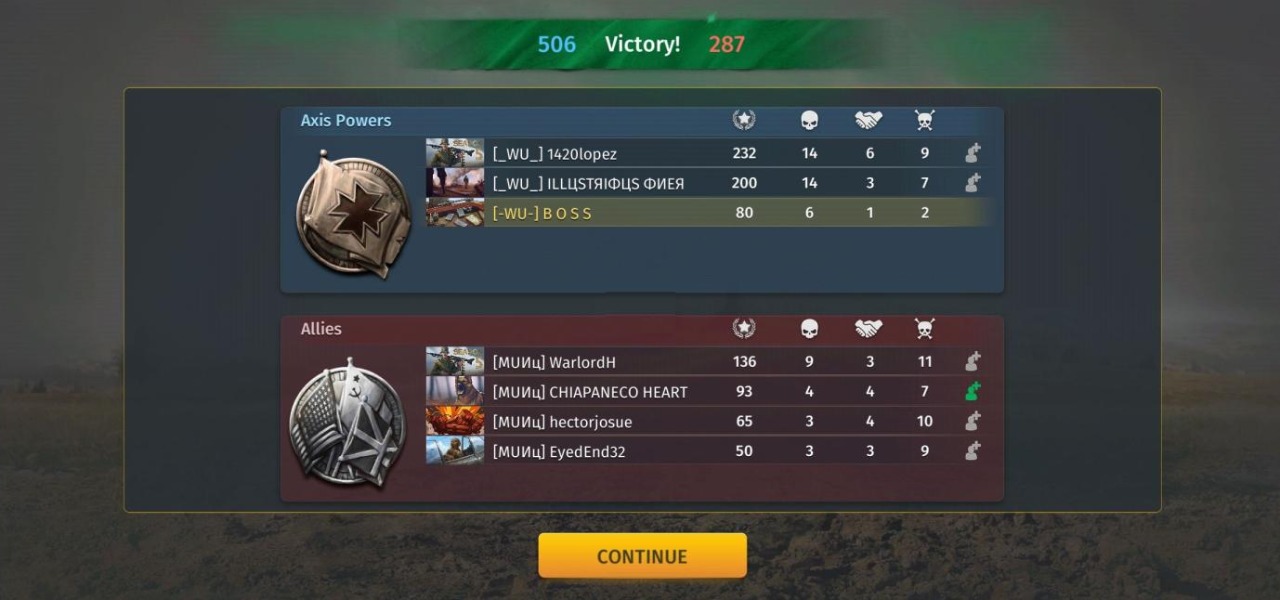 506 Victory! 287
Axis Powers
[_WU_] 1420lopez 232 14 6 9
[_WU_] ILLЦSTЯIФЦS ФИEЯ 200 14 3 7
[-WU-] B O S S 80 6 1 2
Allies
[MUИц] WarlordH 136 9 3 11
[MUИц] CHIAPANECO HEART 93 4 4 7
[MUИц] hectorjosue 65 3 4 10
[MUИц] EyedEnd32 50 3 3 9
CONTINUE